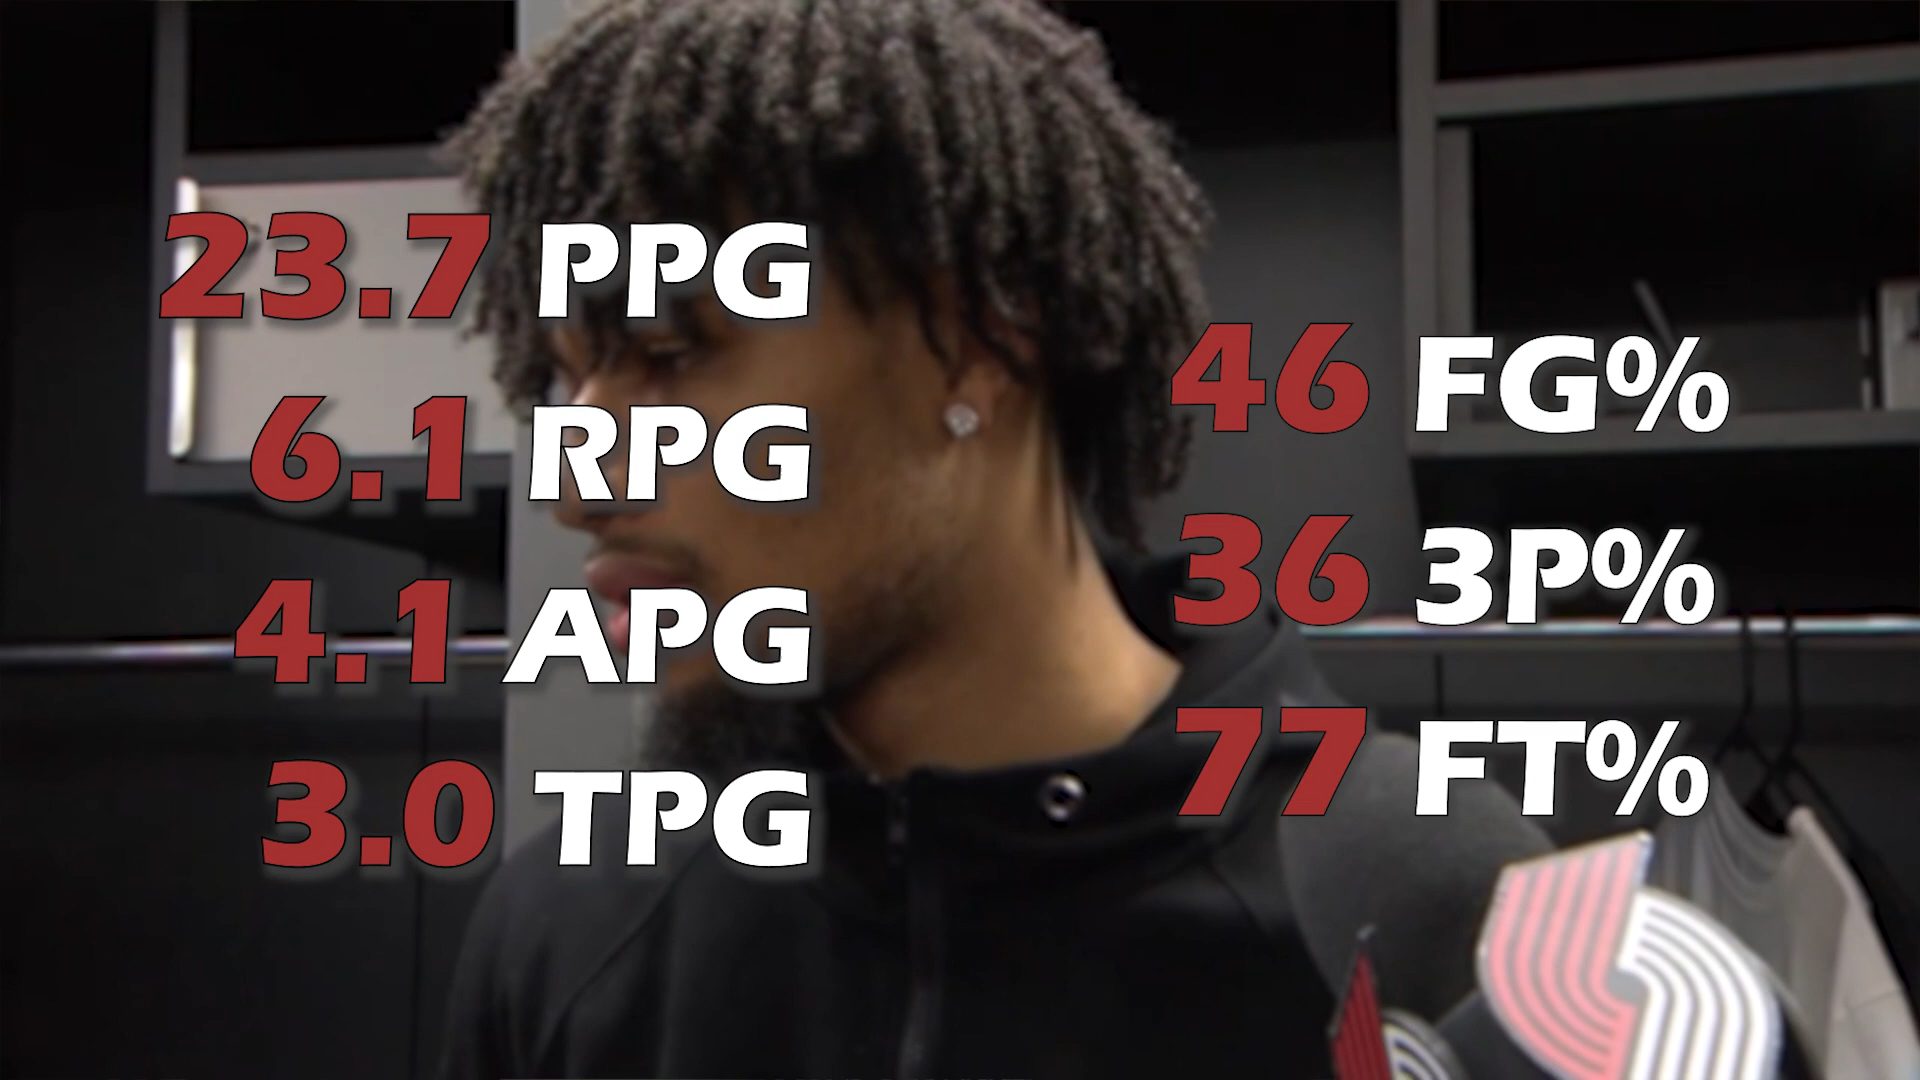 23.7 PPG
6.1 RPG
4.1 APG
3.0 TPG
46 FG%
36 3P%
77 FT%